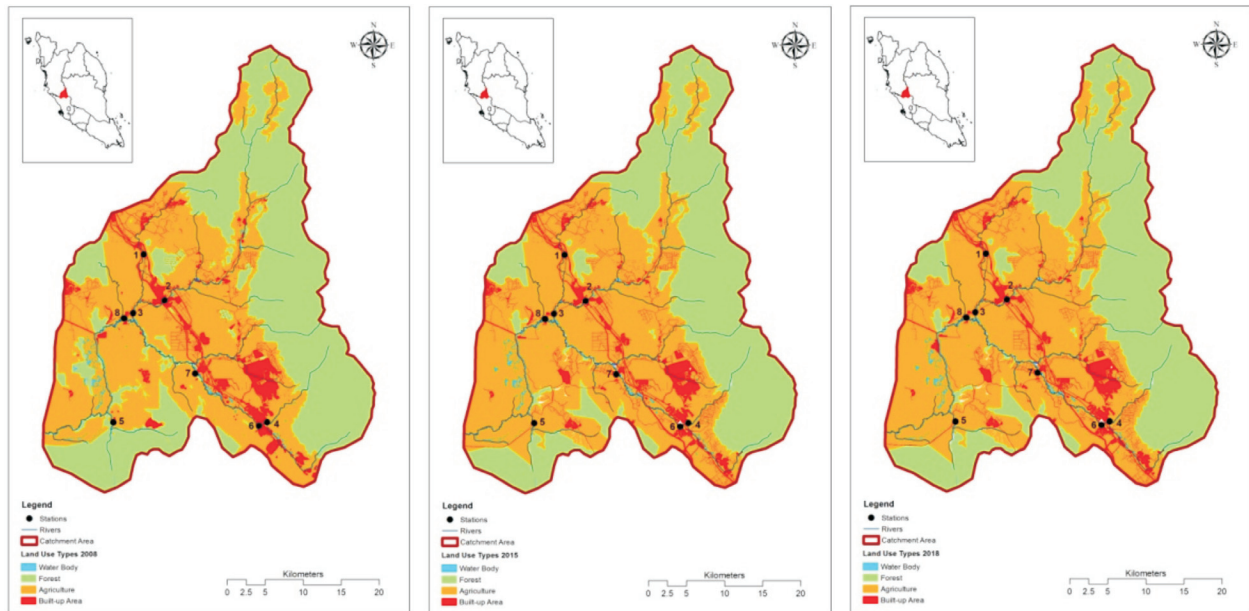 N
W E
S
1
2
8 3
7
5
6 4
Legend
Stations
Rivers
Catchment Area
Land Use Types 2008
Water Body
Forest
Agriculture
Built-up Area
Kilometers
0 2.5 5 10 15 20
N
W E
S
1
2
8 3
7
5
6 4
Legend
Stations
Rivers
Catchment Area
Land Use Types 2015
Water Body
Forest
Agriculture
Built-up Area
Kilometers
0 2.5 5 10 15 20
N
W E
S
1
2
8 3
7
5
6 4
Legend
Stations
Rivers
Catchment Area
Land Use Types 2018
Water Body
Forest
Agriculture
Built-up Area
Kilometers
0 2.5 5 10 15 20